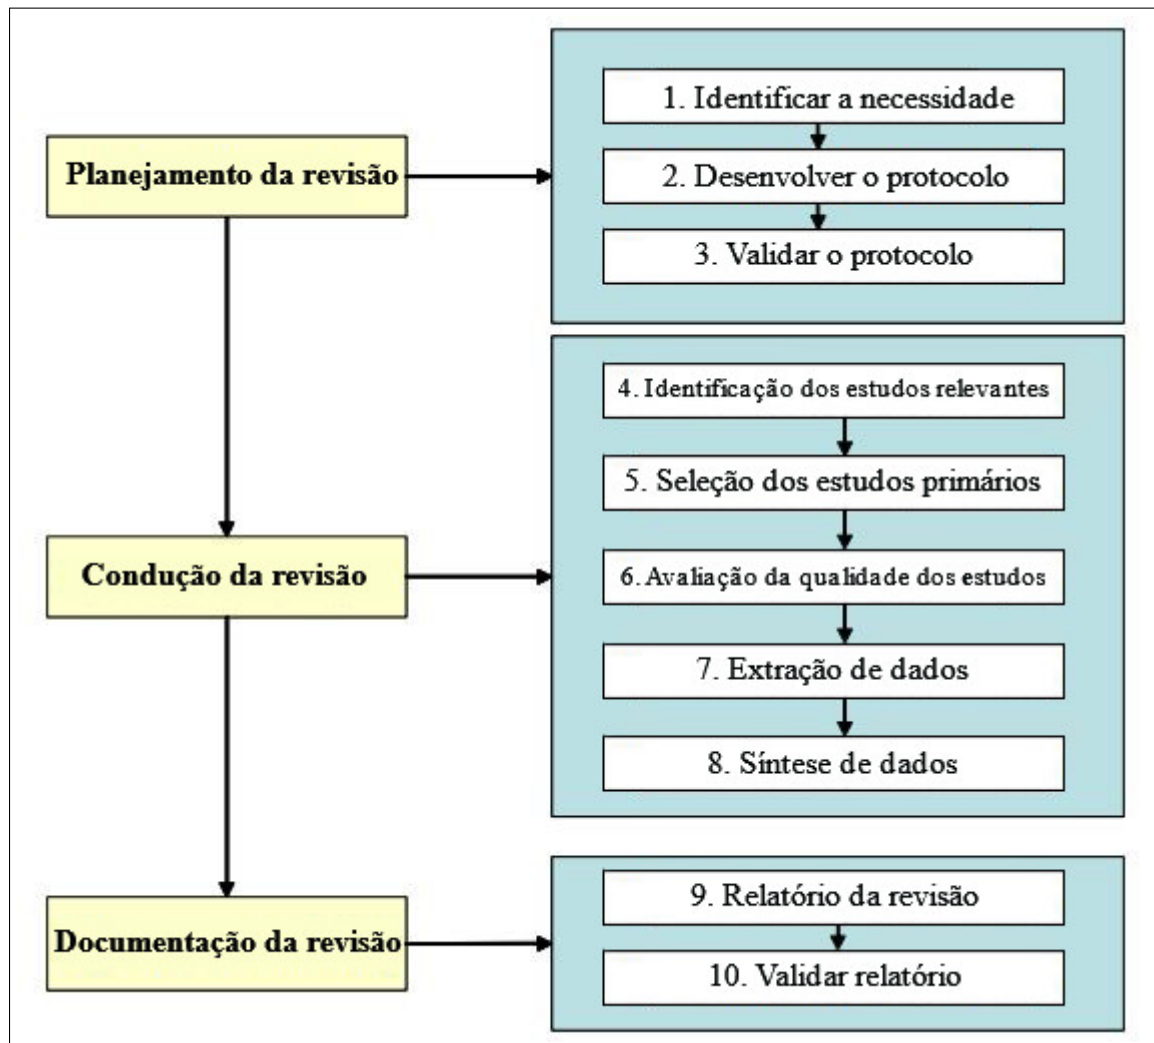 Planejamento da revisão
1. Identificar a necessidade
2. Desenvolver o protocolo
3. Validar o protocolo
Condução da revisão
4. Identificação dos estudos relevantes
5. Seleção dos estudos primários
6. Avaliação da qualidade dos estudos
7. Extração de dados
8. Síntese de dados
Documentação da revisão
9. Relatório da revisão
10. Validar relatório